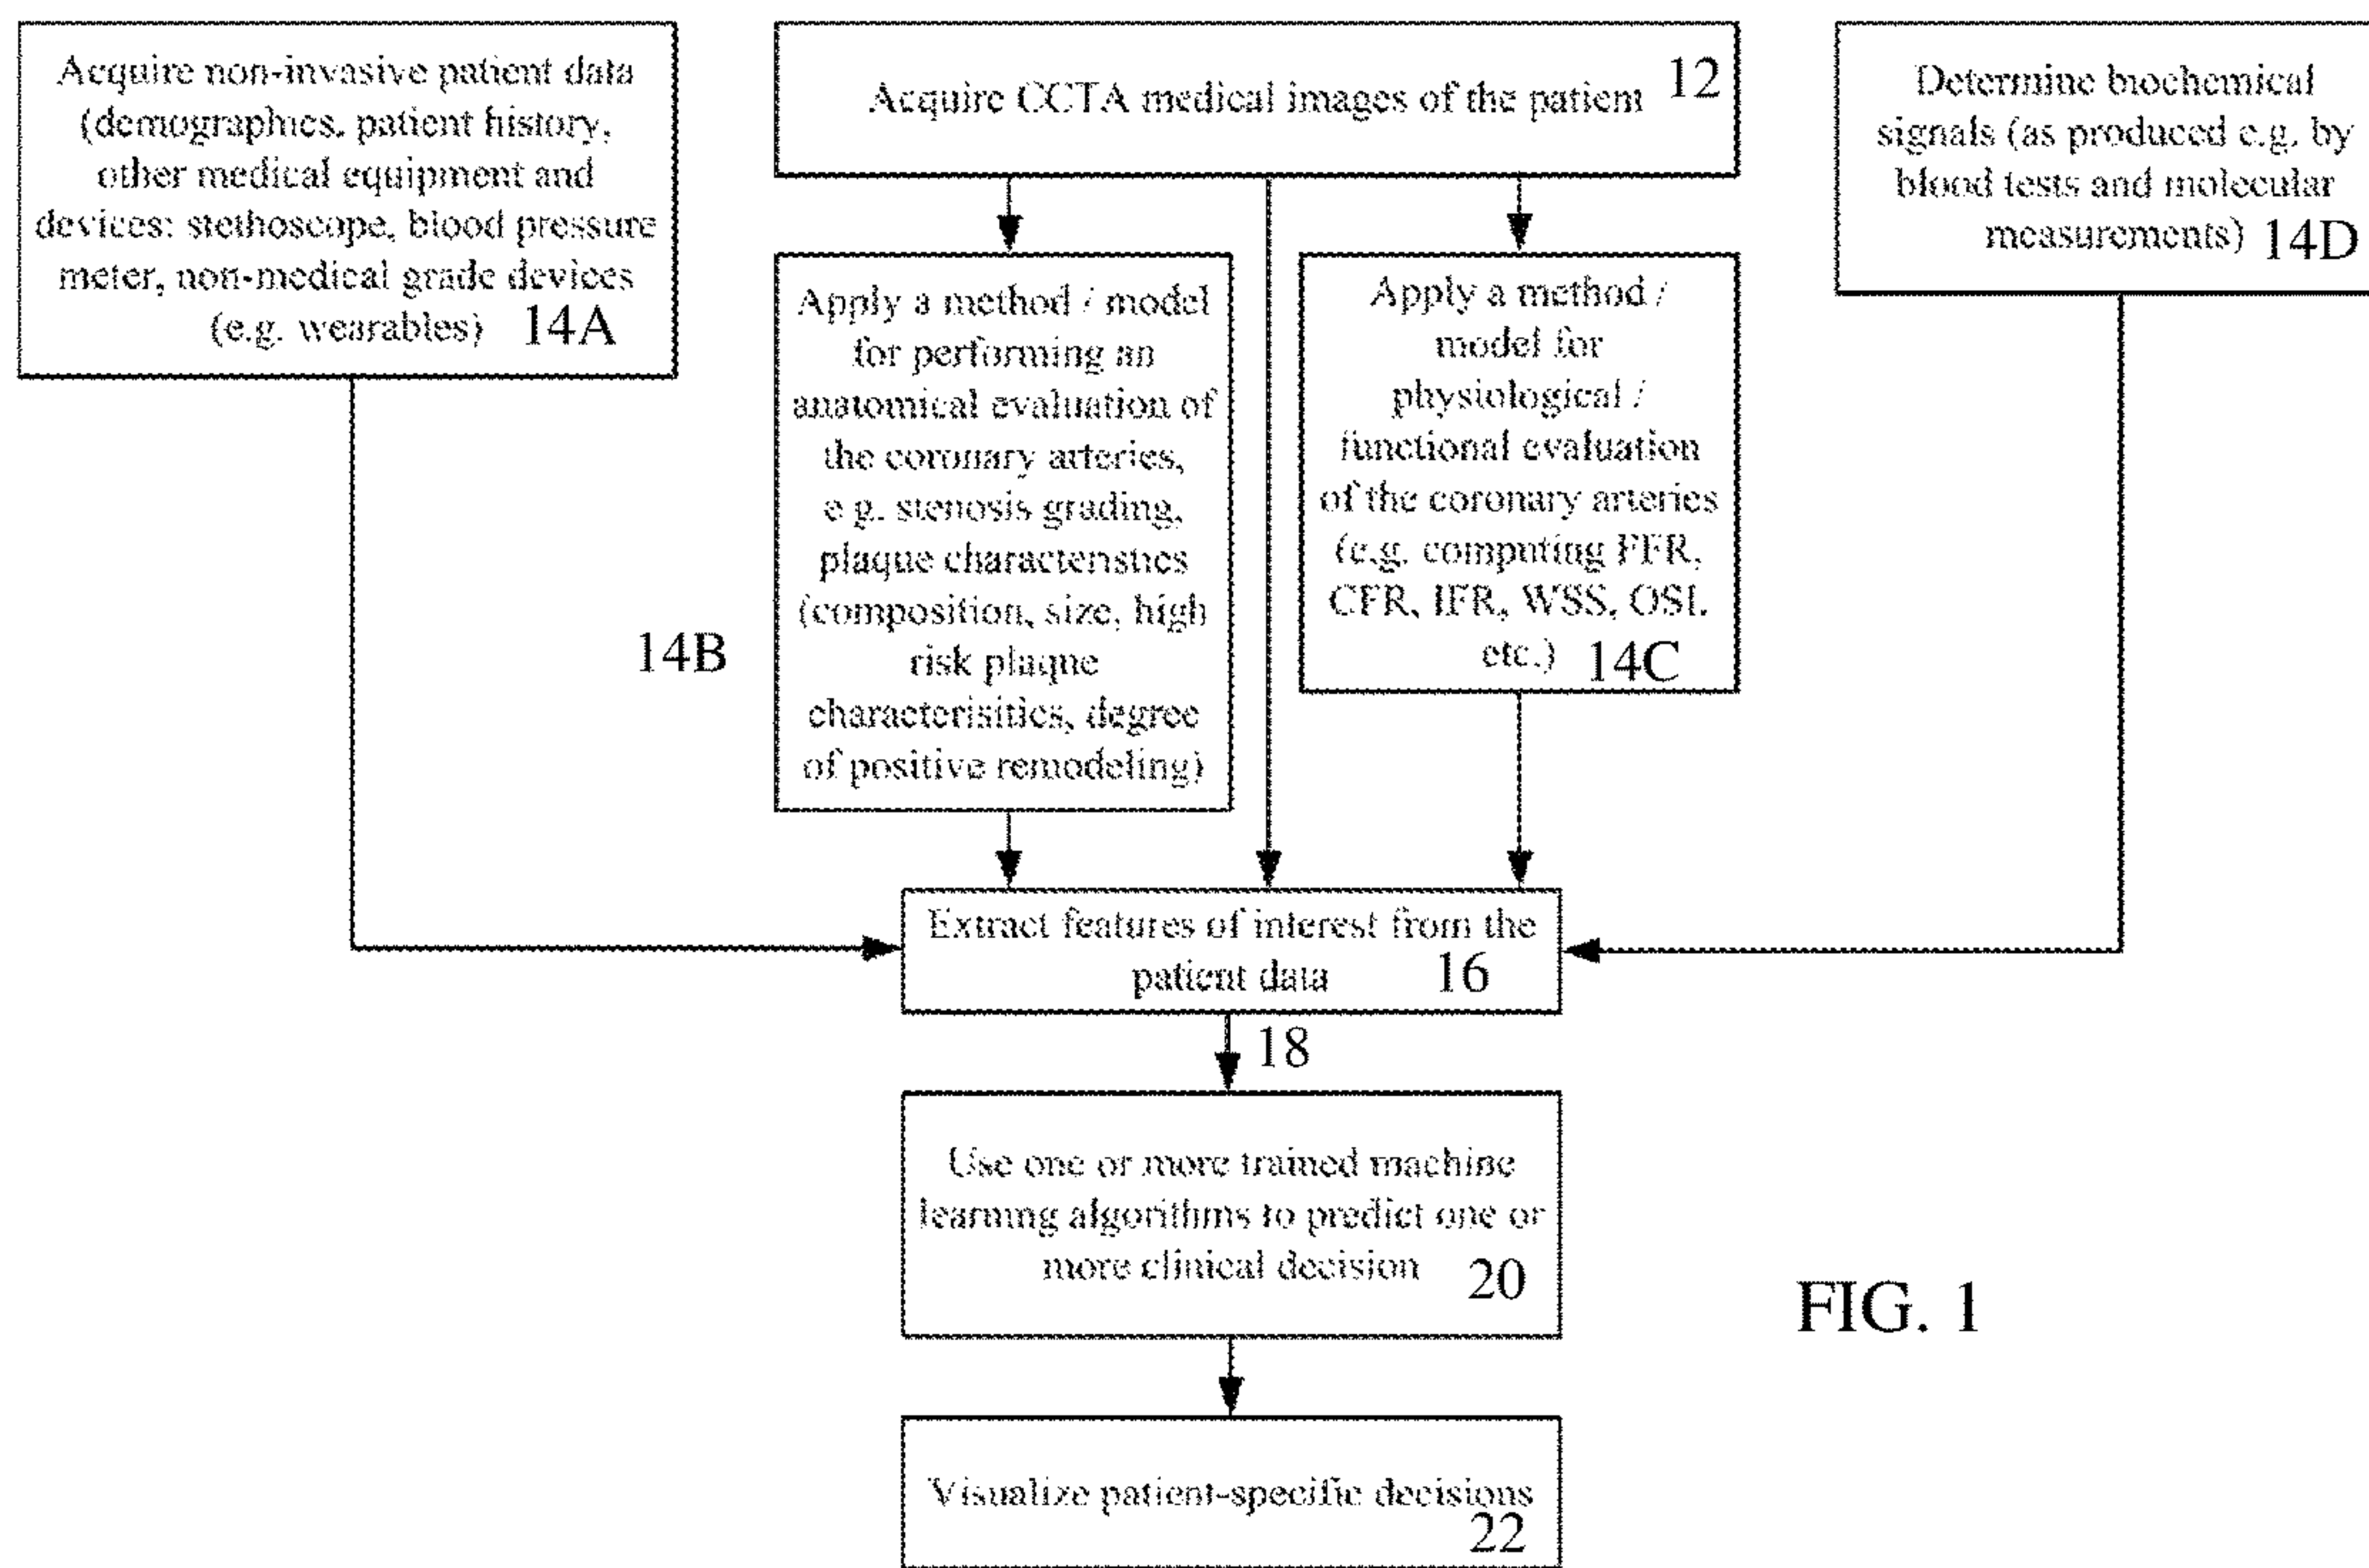 Acquire non-invasive patient data
(demographics, patient history,
other medical equipment and
devices: stethoscope, blood pressure
meter, non-medical grade devices
(e.g. wearables) 14A
Acquire CCTA medical images of the patient 12
Determine biochemical
signals (as produced e.g. by
blood tests and molecular
measurements) 14D
14B
Apply a method / model
for performing an
anatomical evaluation of
the coronary arteries,
e.g. stenosis grading,
plaque characteristics
(composition, size, high
risk plaque
characterisitics, degree
of positive remodeling)
Apply a method /
model for
physiological /
functional evaluation
of the coronary arteries
(e.g. computing FFR,
CFR, IFR, WSS, OSI,
etc.) 14C
Extract features of interest from the
patient data 16
18
Use one or more trained machine
learning algorithms to predict one or
more clinical decision 20
FIG. 1
Visualize patient-specific decisions
22